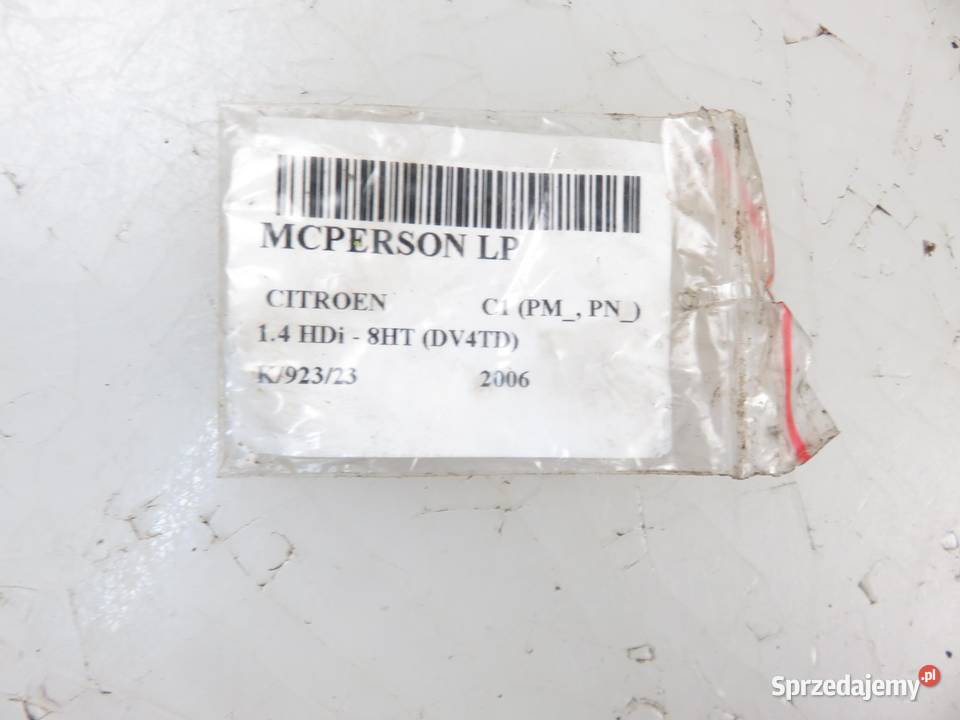 MCPERSON LP
CITROEN C1 (PM_, PN_)
1.4 HDi - 8HT (DV4TD)
K/923/23 2006
Sprzedajemy.pl